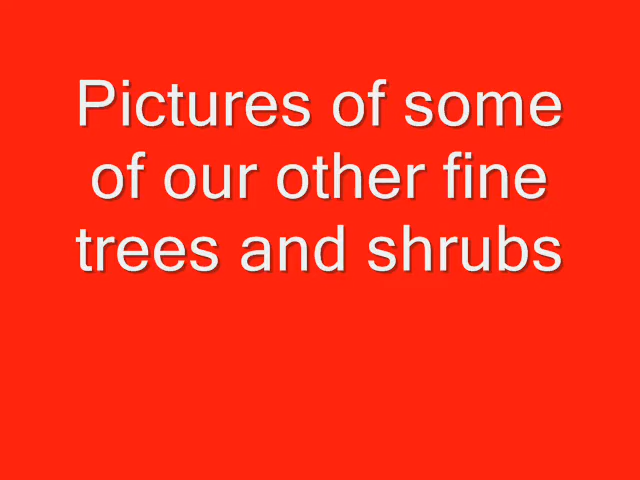 Pictures of some
of our other fine
trees and shrubs